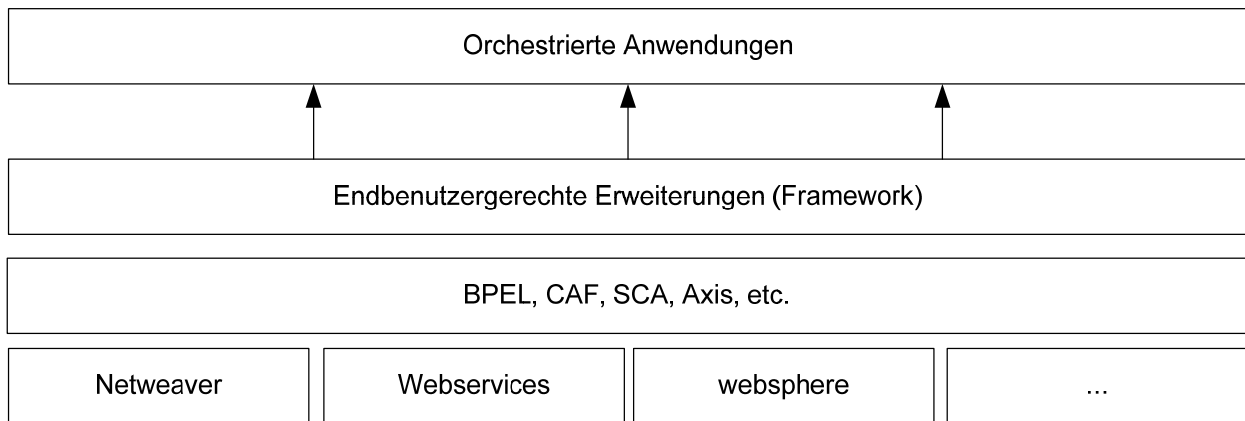 Orchestrierte Anwendungen
Endbenutzergerechte Erweiterungen (Framework)
BPEL, CAF, SCA, Axis, etc.
Netweaver
Webservices
websphere
...